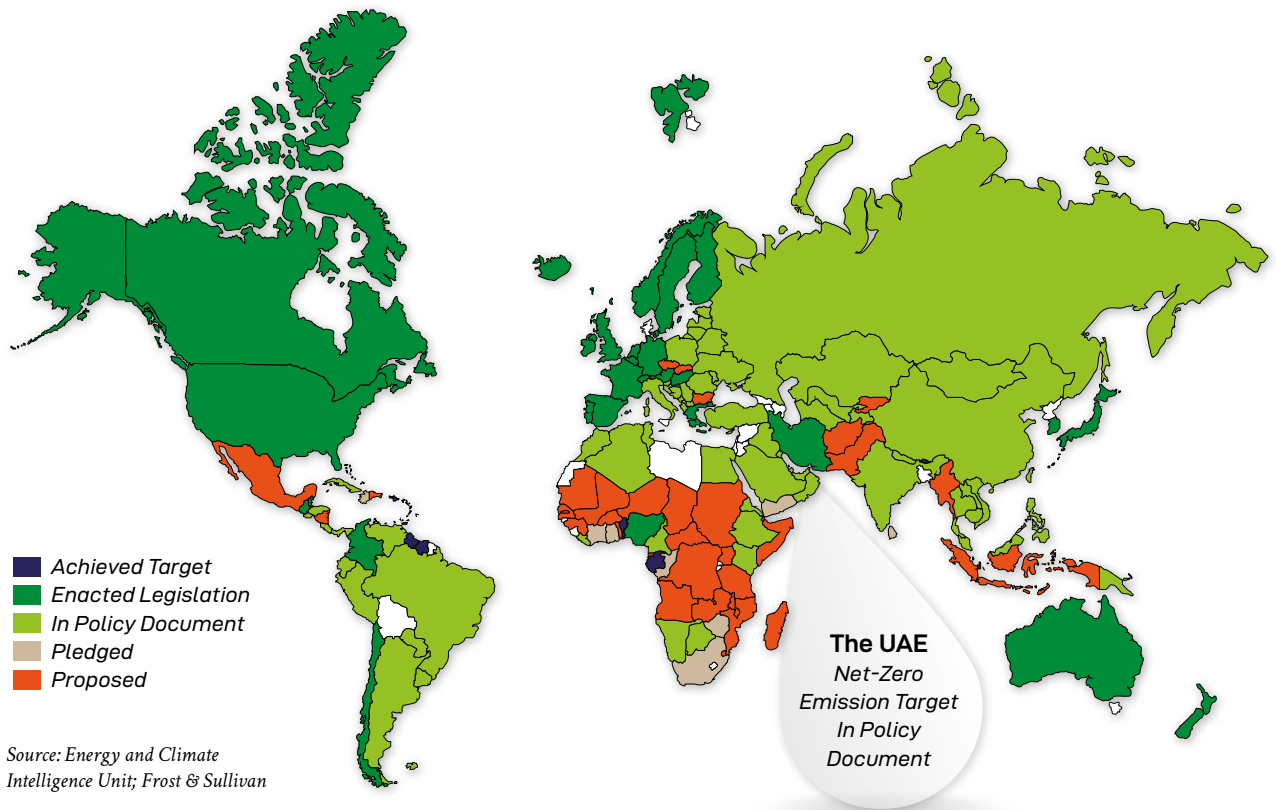 Achieved Target
Enacted Legislation
In Policy Document
Pledged
Proposed
Source: Energy and Climate
Intelligence Unit; Frost & Sullivan
The UAE
Net-Zero
Emission Target
In Policy
Document